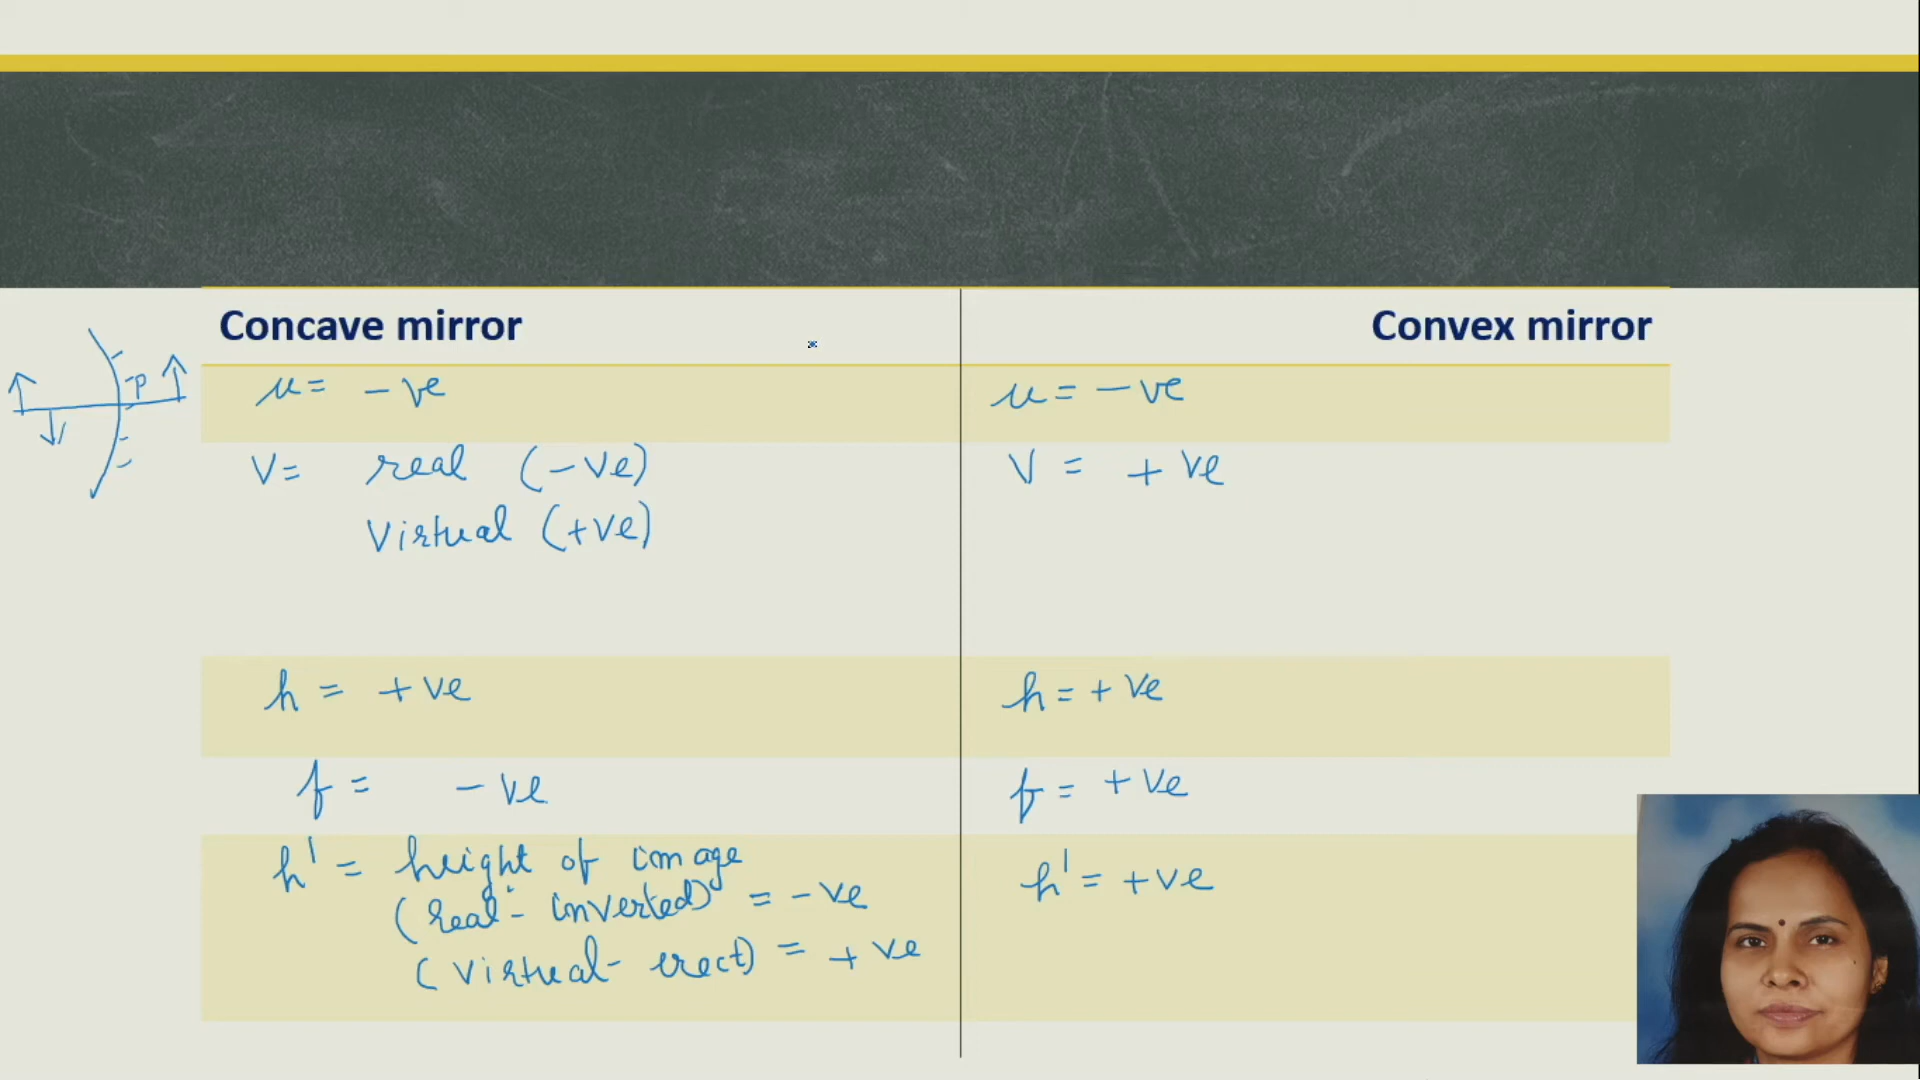 Concave mirror
Convex mirror
P
u = - ve
u = - ve
V = real (-ve)
V = + ve
Virtual (+ve)
h = +ve
h = + ve
f = - ve
f = + ve
h' = height of image
h' = +ve
(real - inverted) = - ve
(virtual - erect) = + ve